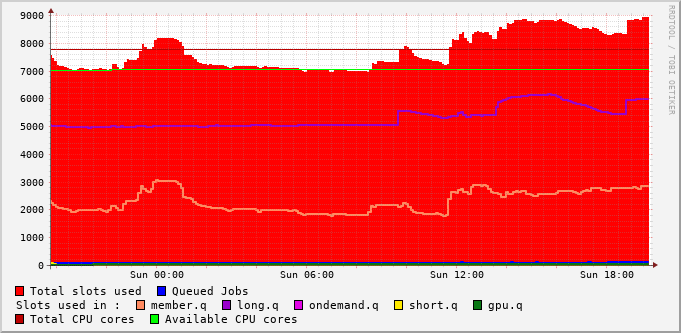 9000
8000
7000
6000
5000
4000
3000
2000
1000
0
Sun 00:00 Sun 06:00 Sun 12:00 Sun 18:00
RRDTOOL / TOBI OETIKER
Total slots used Queued Jobs
Slots used in : member.q long.q ondemand.q short.q gpu.q
Total CPU cores Available CPU cores